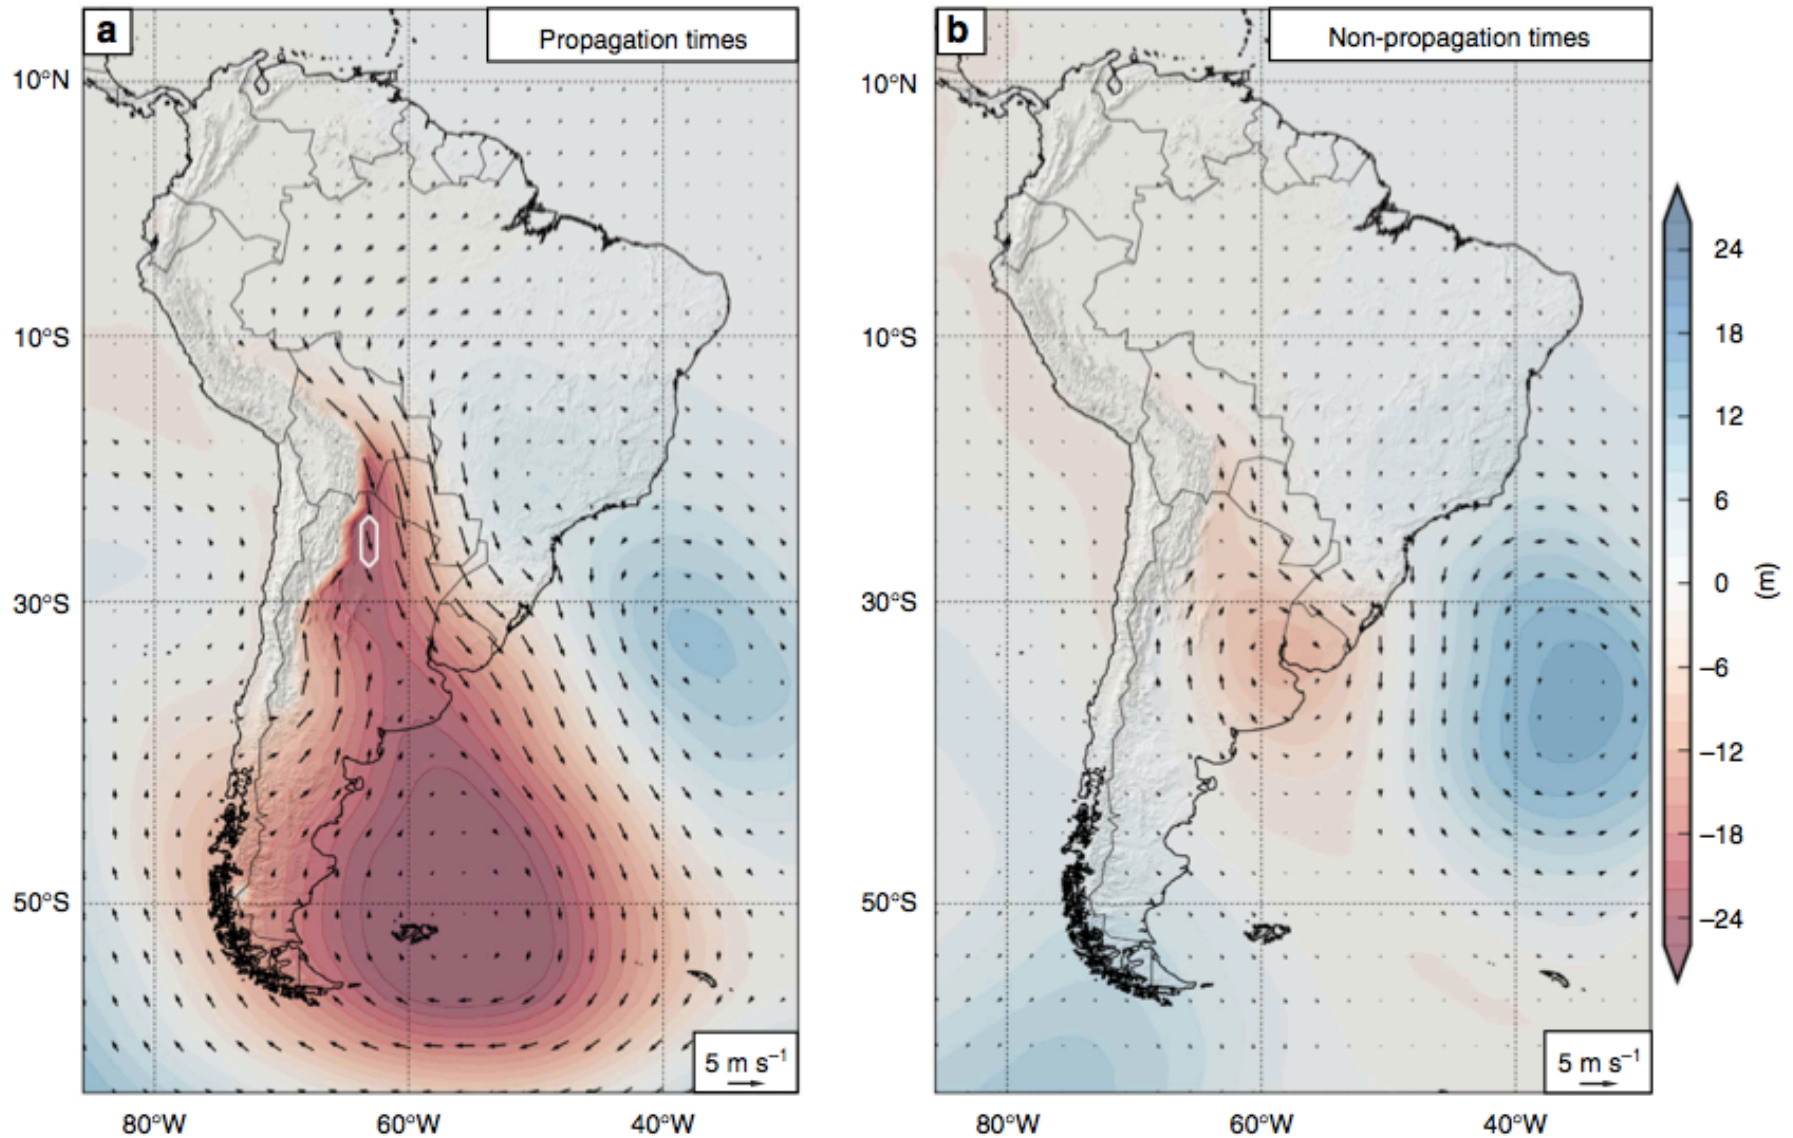 a
Propagation times
b
Non-propagation times
10°N
10°S
30°S
50°S
80°W
60°W
40°W
5 m s⁻¹
10°N
10°S
30°S
50°S
80°W
60°W
40°W
5 m s⁻¹
24
18
12
6
0
−6
−12
−18
−24
(m)